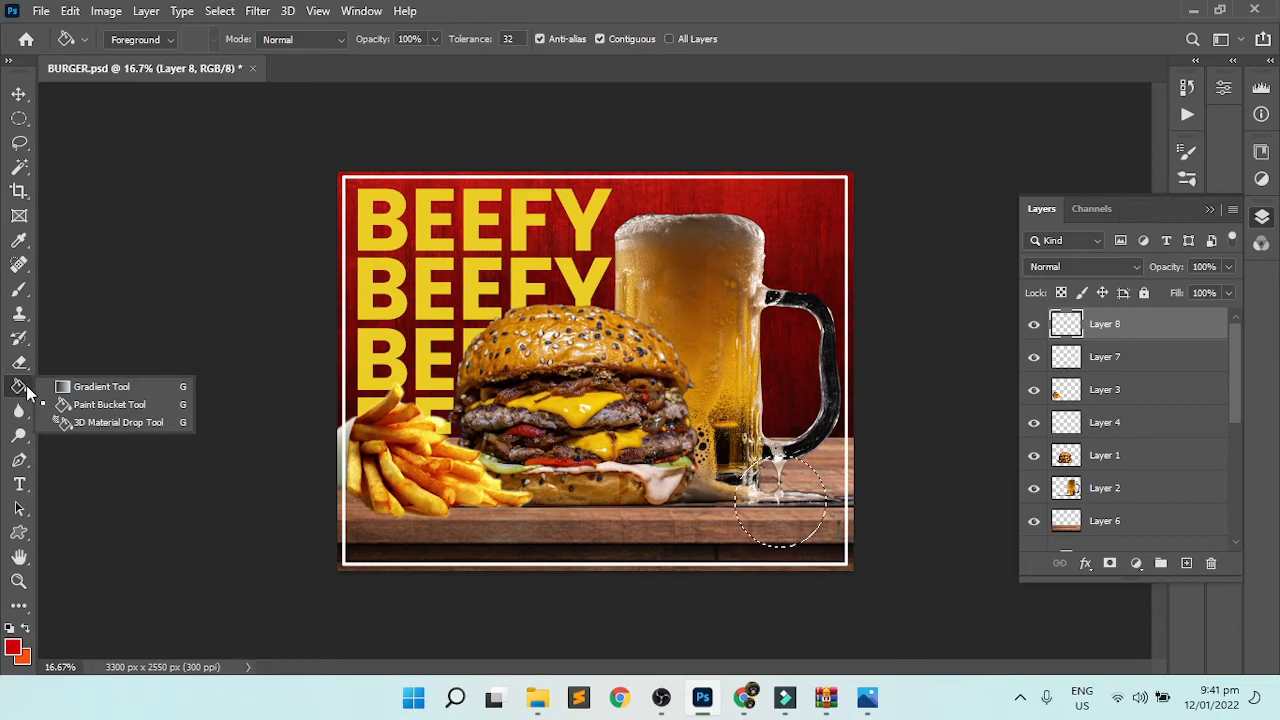 Ps File Edit Image Layer Type Select Filter 3D View Window Help
Foreground Mode: Normal Opacity: 100% Tolerance: 32 Anti-alias Contiguous All Layers
BURGER.psd @ 16.7% (Layer 8, RGB/8) *
BEEFY
BEEFY
BE
Gradient Tool G
Paint Bucket Tool G
3D Material Drop Tool G
Layers Channels
Kind
Normal Opacity: 100%
Lock: Fill: 100%
Layer 8
Layer 7
Layer 3
Layer 4
Layer 1
Layer 2
Layer 6
16.67% 3300 px x 2550 px (300 ppi)
Ps
ENG
US
9:41 pm
12/01/2022